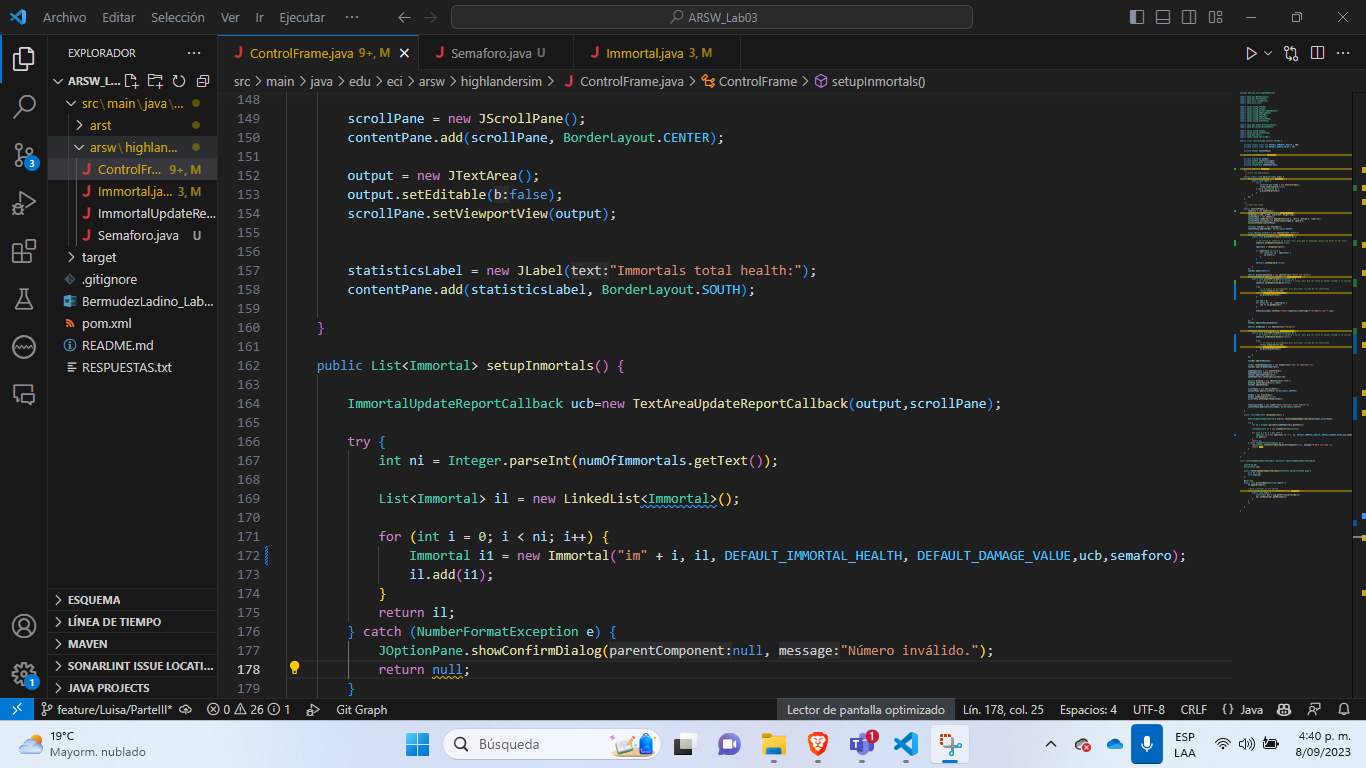 Archivo Editar Selección Ver Ir Ejecutar ··· ARSW_Lab03
EXPLORADOR ···
ARSW_L...
src\main\java\...
arst
arsw\highlan...
ControlFr... 9+, M
Immortal.ja... 3, M
ImmortalUpdateRe...
Semaforo.java U
target
.gitignore
BermudezLadino_Lab...
pom.xml
README.md
RESPUESTAS.txt
ESQUEMA
LÍNEA DE TIEMPO
MAVEN
SONARLINT ISSUE LOCATI...
JAVA PROJECTS
3
1
ControlFrame.java 9+, M Semaforo.java U Immortal.java 3, M
src > main > java > edu > eci > arsw > highlandersim > ControlFrame.java > ControlFrame > setupInmortals()
148
149 scrollPane = new JScrollPane();
150 contentPane.add(scrollPane, BorderLayout.CENTER);
151
152 output = new JTextArea();
153 output.setEditable(b:false);
154 scrollPane.setViewportView(output);
155
156
157 statisticsLabel = new JLabel(text:"Immortals total health:");
158 contentPane.add(statisticsLabel, BorderLayout.SOUTH);
159
160 }
161
162 public List<Immortal> setupInmortals() {
163
164 ImmortalUpdateReportCallback ucb=new TextAreaUpdateReportCallback(output,scrollPane);
165
166 try {
167 int ni = Integer.parseInt(numOfImmortals.getText());
168
169 List<Immortal> il = new LinkedList<Immortal>();
170
171 for (int i = 0; i < ni; i++) {
172 Immortal i1 = new Immortal("im" + i, il, DEFAULT_IMMORTAL_HEALTH, DEFAULT_DAMAGE_VALUE,ucb,semaforo);
173 il.add(i1);
174 }
175 return il;
176 } catch (NumberFormatException e) {
177 JOptionPane.showConfirmDialog(parentComponent:null, message:"Número inválido.");
178 return null;
179 }
feature/Luisa/ParteIII* 0 26 1 Git Graph Lector de pantalla optimizado Lín. 178, col. 25 Espacios: 4 UTF-8 CRLF {} Java
19°C
Mayorm. nublado
Búsqueda
1
ESP
LAA
4:40 p. m.
8/09/2023